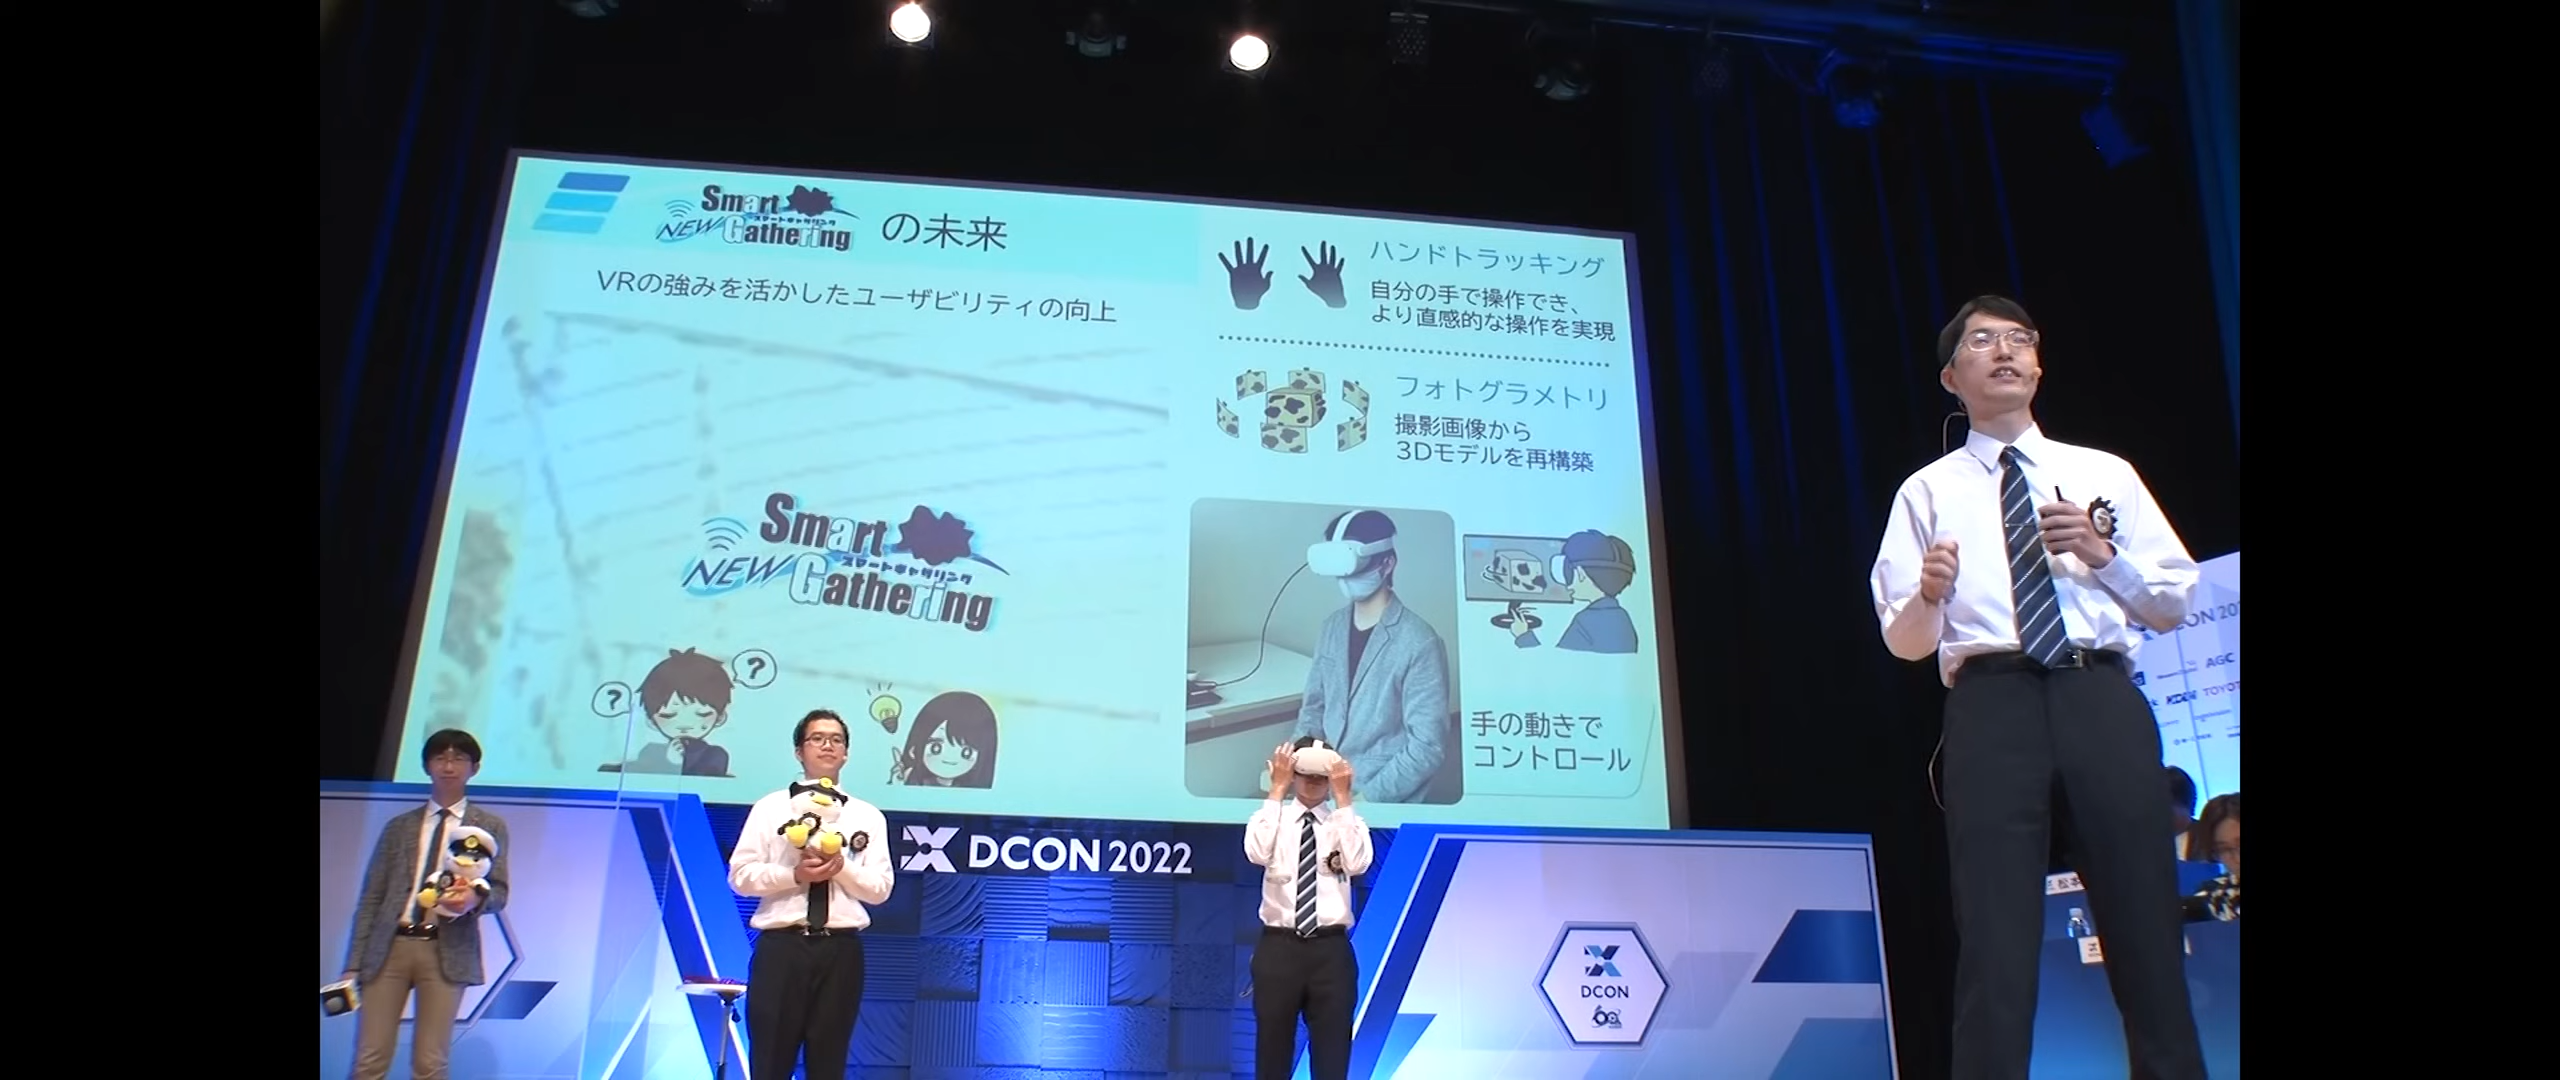 Smart
スマートギャザリング
NEW Gathering
の未来
VRの強みを活かしたユーザビリティの向上
ハンドトラッキング
自分の手で操作でき、
より直感的な操作を実現
フォトグラメトリ
撮影画像から
3Dモデルを再構築
Smart
スマートギャザリング
NEW Gathering
?
?
手の動きで
コントロール
DCON 2022
DCON
AGC
TOYOT